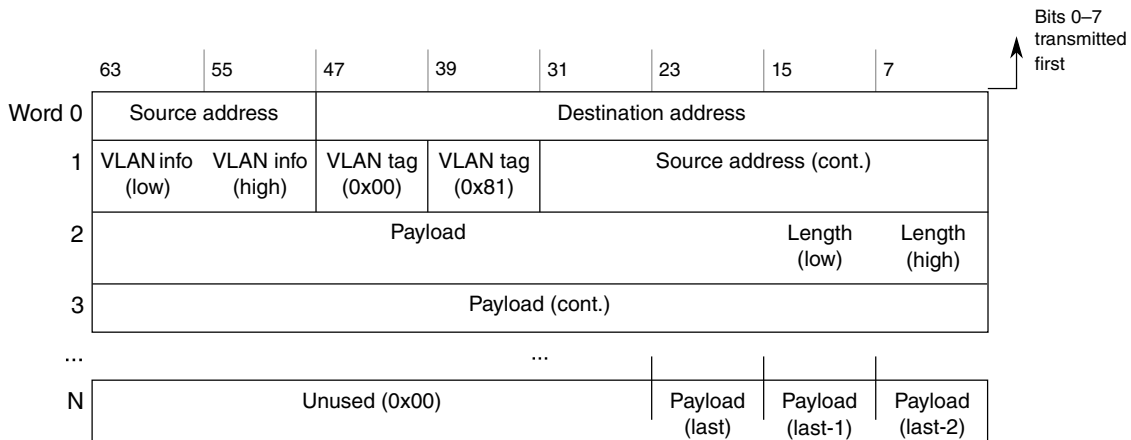 Bits 0–7
transmitted
first
63 55 47 39 31 23 15 7
Word 0 Source address Destination address
1 VLAN info (low) VLAN info (high) VLAN tag (0x00) VLAN tag (0x81) Source address (cont.)
2 Payload Length (low) Length (high)
3 Payload (cont.)
... ...
N Unused (0x00) Payload (last) Payload (last-1) Payload (last-2)